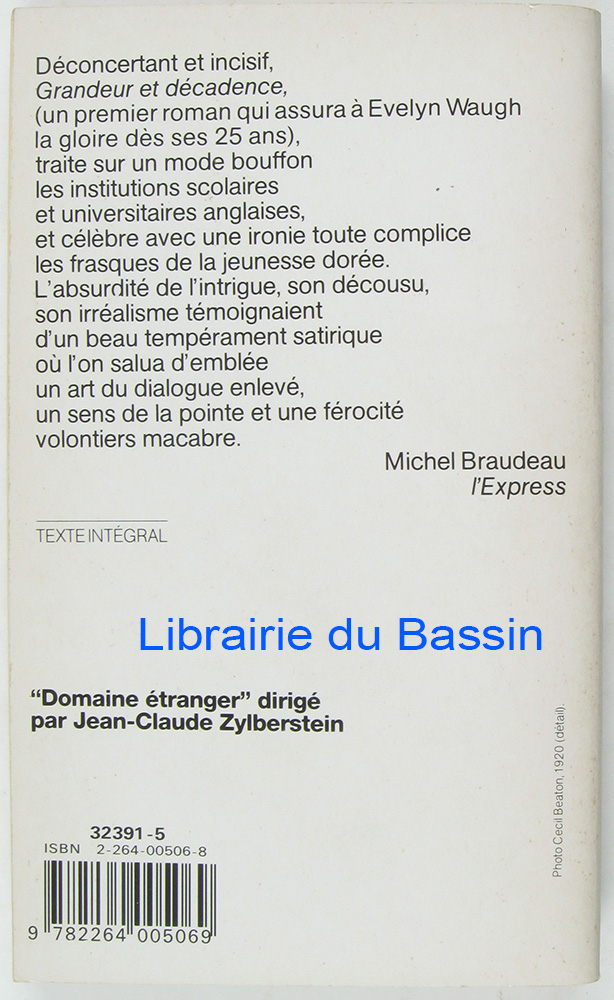 Déconcertant et incisif,
Grandeur et décadence,
(un premier roman qui assura à Evelyn Waugh
la gloire dès ses 25 ans),
traite sur un mode bouffon
les institutions scolaires
et universitaires anglaises,
et célèbre avec une ironie toute complice
les frasques de la jeunesse dorée.
L'absurdité de l'intrigue, son décousu,
son irréalisme témoignaient
d'un beau tempérament satirique
où l'on salua d'emblée
un art du dialogue enlevé,
un sens de la pointe et une férocité
volontiers macabre.
Michel Braudeau
l'Express
TEXTE INTÉGRAL
Librairie du Bassin
"Domaine étranger" dirigé
par Jean-Claude Zylberstein
Photo Cecil Beaton, 1920 (détail).
32391-5
ISBN 2-264-00506-8
9 782264 005069